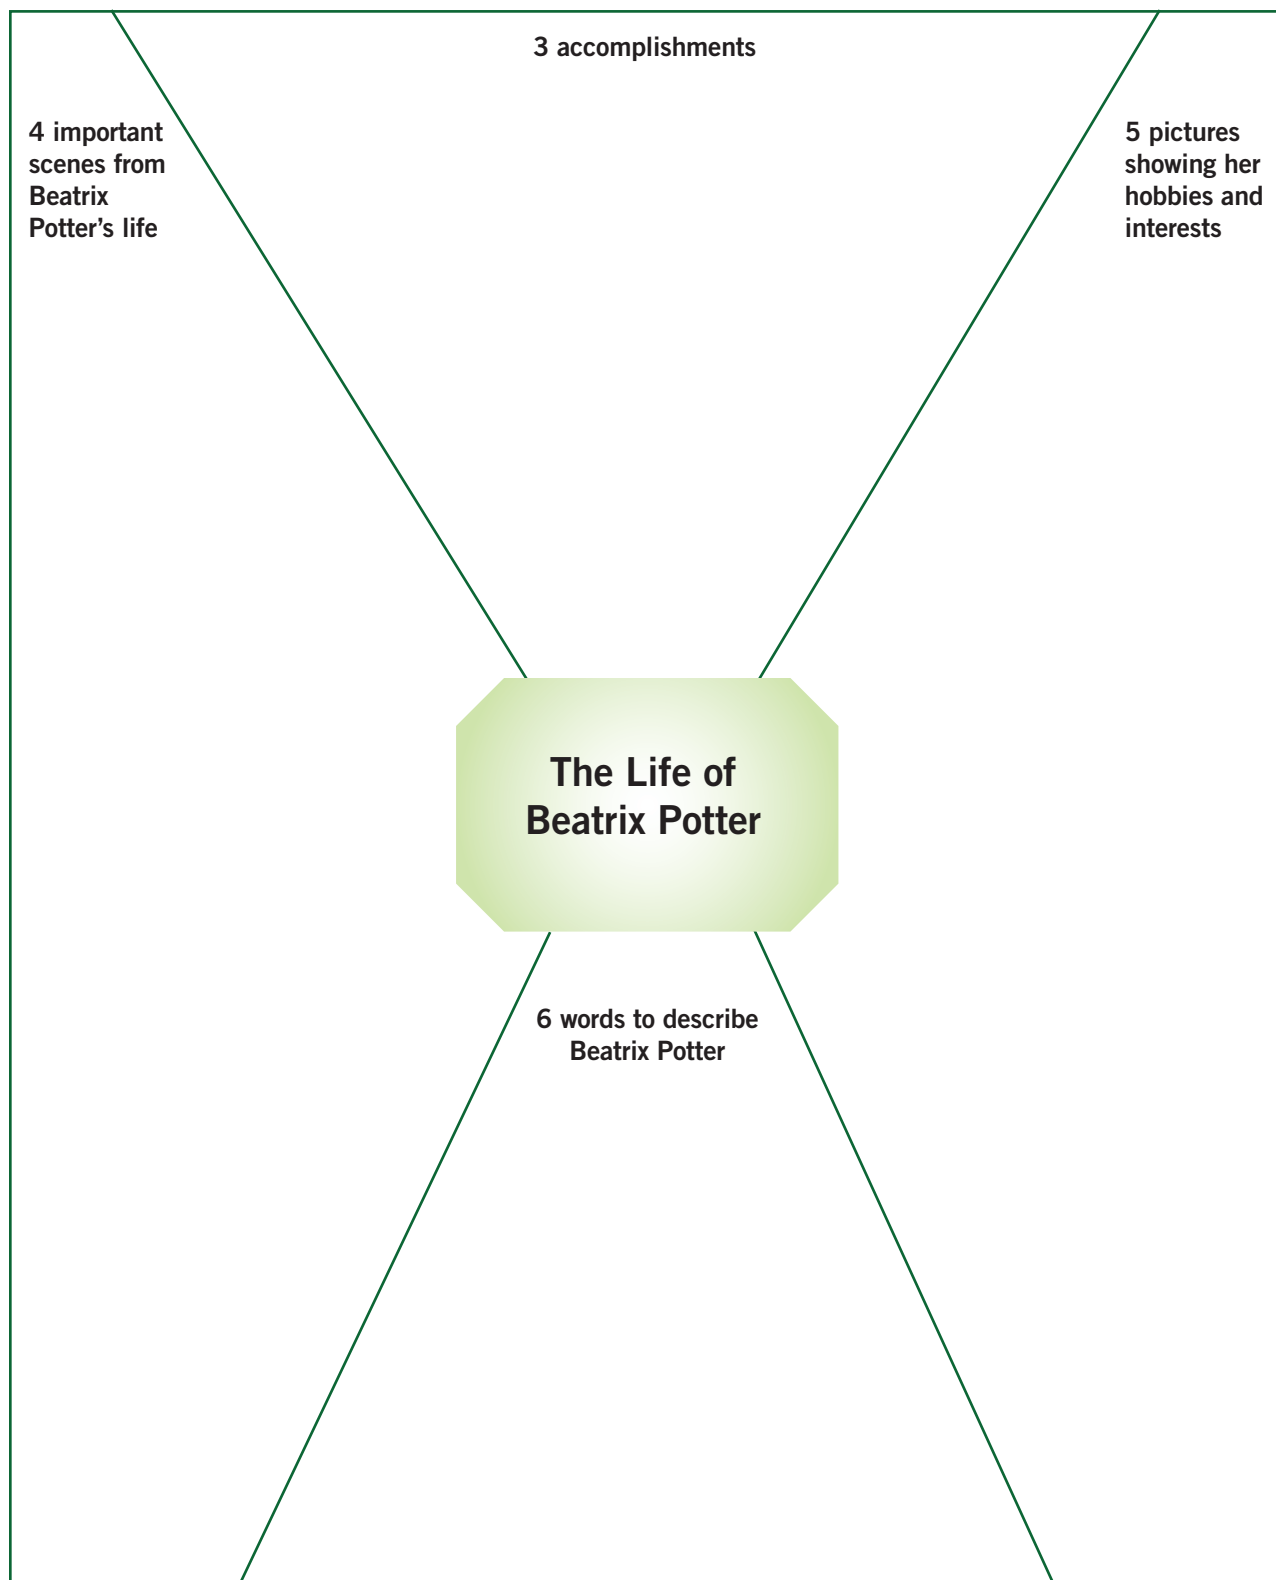 3 accomplishments
4 important
scenes from
Beatrix
Potter’s life
5 pictures
showing her
hobbies and
interests
The Life of
Beatrix Potter
6 words to describe
Beatrix Potter